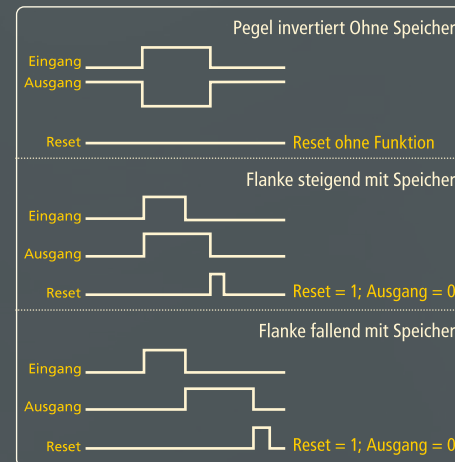 Pegel invertiert Ohne Speicher
Eingang
Ausgang
Reset Reset ohne Funktion
Flanke steigend mit Speicher
Eingang
Ausgang
Reset Reset = 1; Ausgang = 0
Flanke fallend mit Speicher
Eingang
Ausgang
Reset Reset = 1; Ausgang = 0